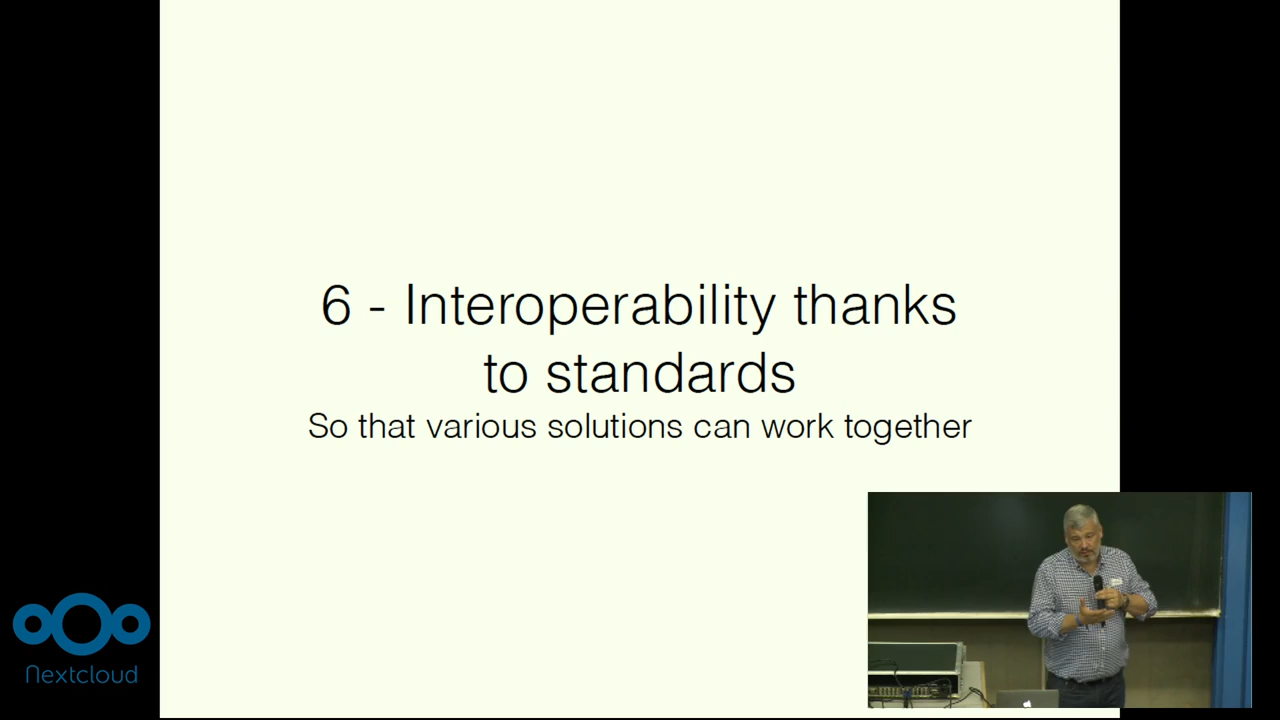 6 - Interoperability thanks
to standards
So that various solutions can work together
Nextcloud